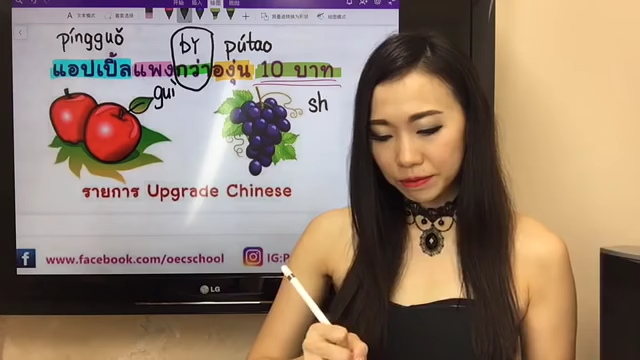 píngguǒ
bǐ
pútao
แอปเปิ้ลแพงกว่าองุ่น 10 บาท
guì
sh
รายการ Upgrade Chinese
www.facebook.com/oecschool
IG:P
LG